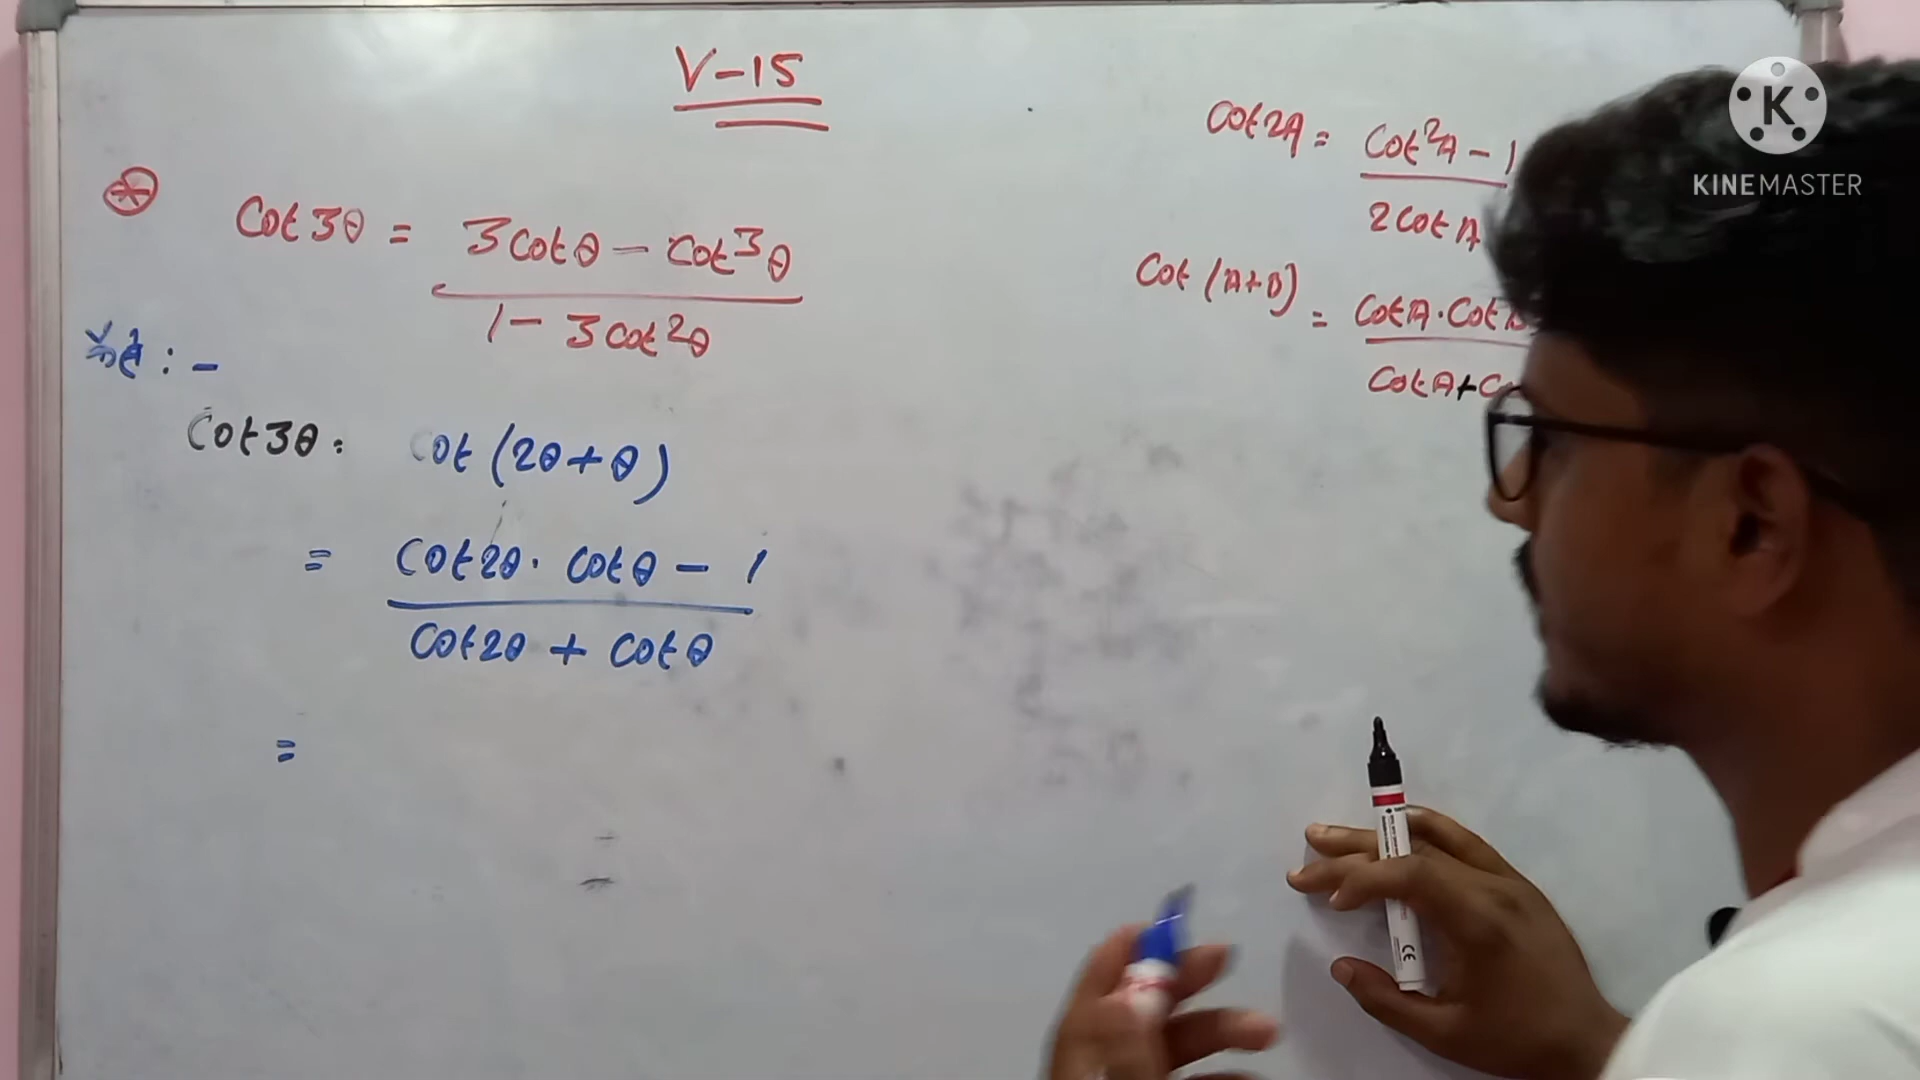 V-15
Cot2A = Cot²A - 1
2CotA
Cot3θ = 3Cotθ - Cot³θ
1 - 3Cot²θ
Cot (A+B) = CotA·Cot
CotA+C
Cot3θ = Cot (2θ+θ)
= Cot2θ · Cotθ - 1
Cot2θ + Cotθ
=
KINEMASTER